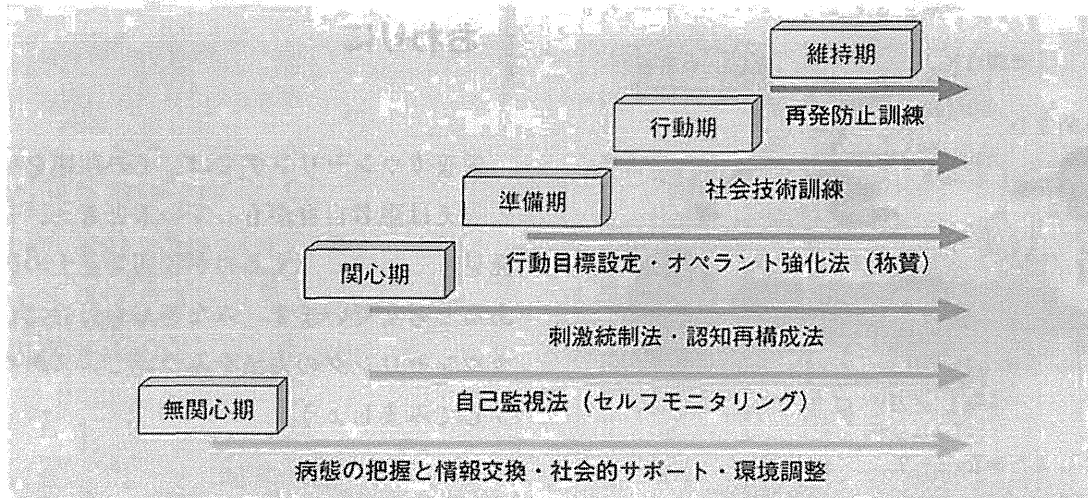 おわりに
維持期
再発防止訓練
行動期
社会技術訓練
準備期
行動目標設定・オペラント強化法（称賛）
関心期
刺激統制法・認知再構成法
自己監視法（セルフモニタリング）
無関心期
病態の把握と情報交換・社会的サポート・環境調整